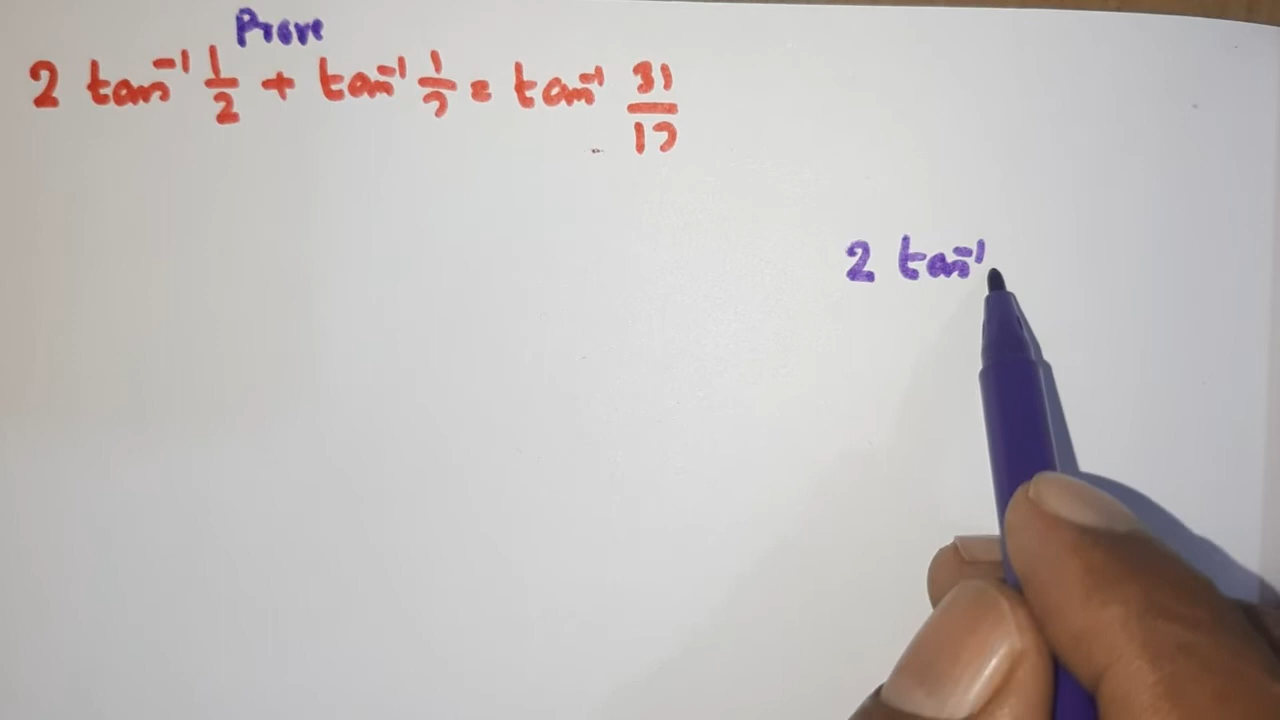 Prove
2 tan⁻¹ 1/2 + tan⁻¹ 1/7 = tan⁻¹ 31/17
2 tan⁻¹